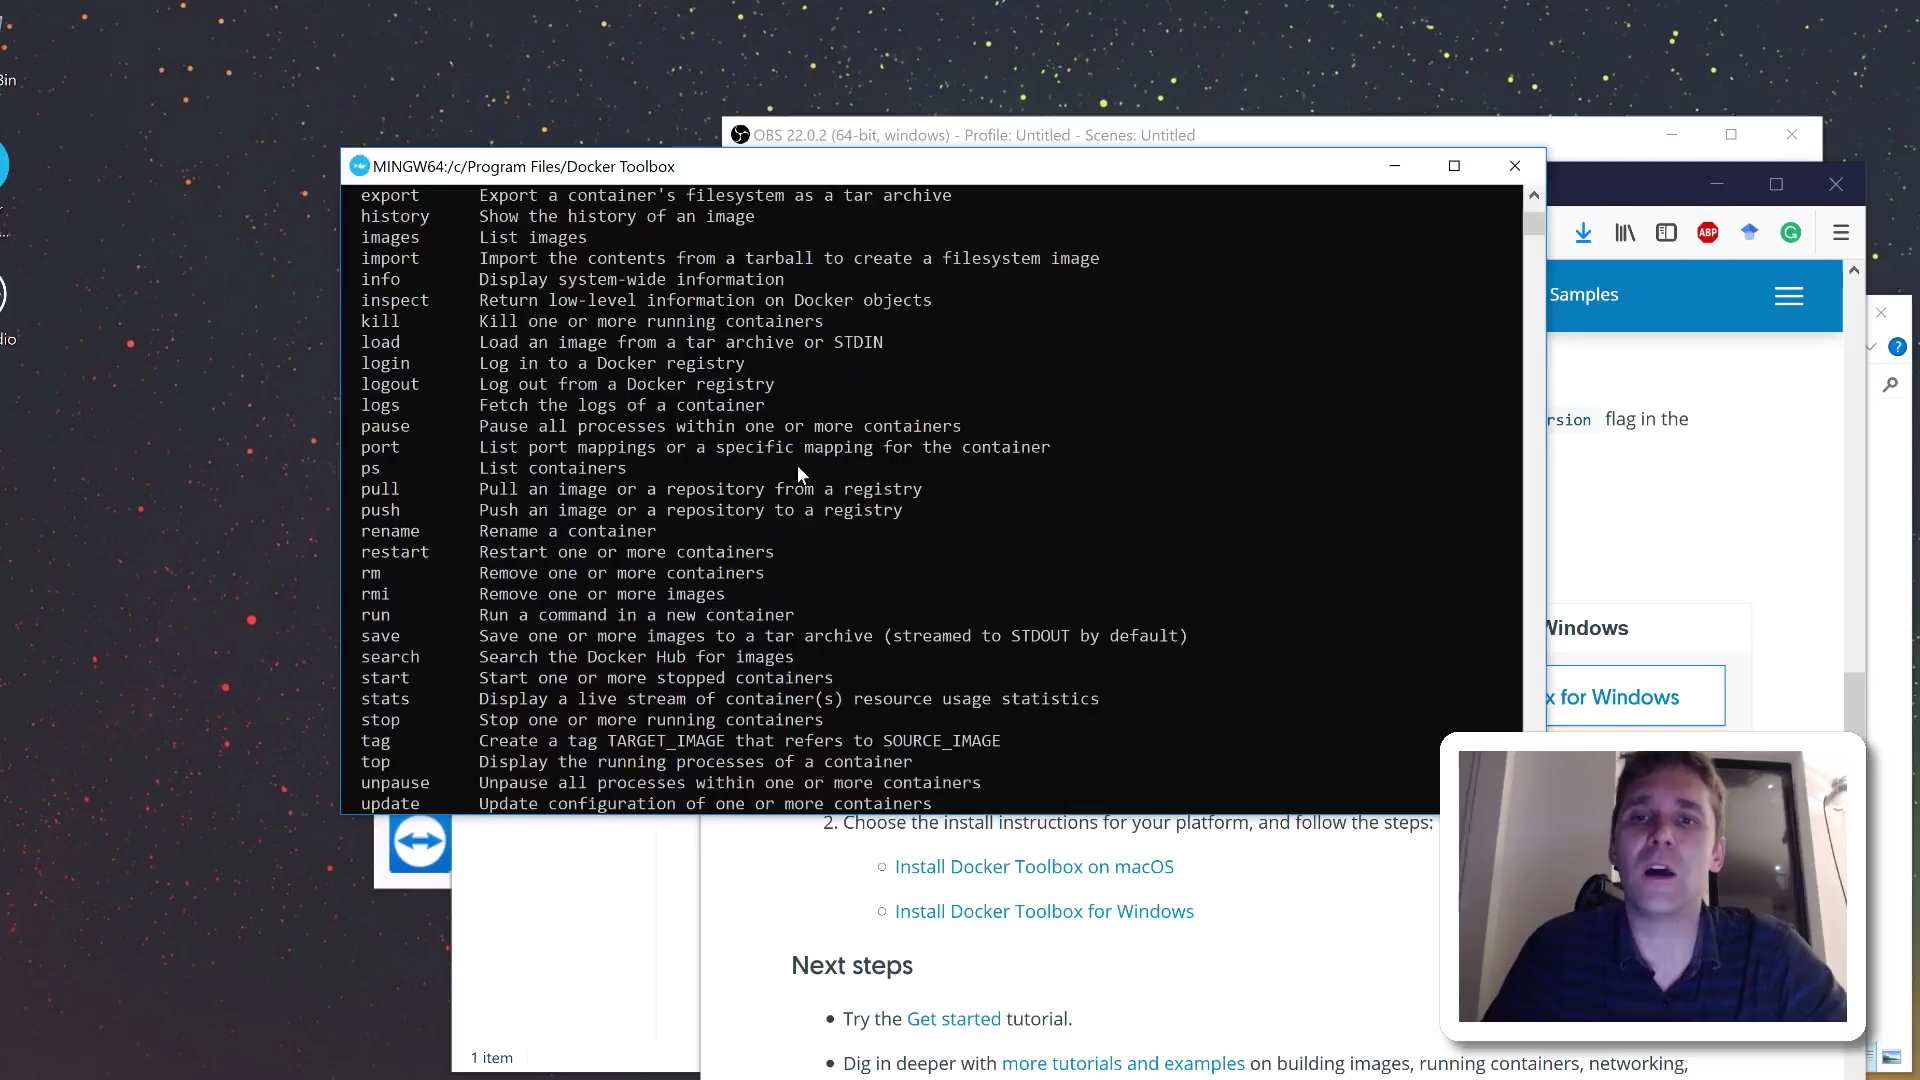 Bin
...
dio
OBS 22.0.2 (64-bit, windows) - Profile: Untitled - Scenes: Untitled
MINGW64:/c/Program Files/Docker Toolbox
export Export a container's filesystem as a tar archive
history Show the history of an image
images List images
import Import the contents from a tarball to create a filesystem image
info Display system-wide information
inspect Return low-level information on Docker objects
kill Kill one or more running containers
load Load an image from a tar archive or STDIN
login Log in to a Docker registry
logout Log out from a Docker registry
logs Fetch the logs of a container
pause Pause all processes within one or more containers
port List port mappings or a specific mapping for the container
ps List containers
pull Pull an image or a repository from a registry
push Push an image or a repository to a registry
rename Rename a container
restart Restart one or more containers
rm Remove one or more containers
rmi Remove one or more images
run Run a command in a new container
save Save one or more images to a tar archive (streamed to STDOUT by default)
search Search the Docker Hub for images
start Start one or more stopped containers
stats Display a live stream of container(s) resource usage statistics
stop Stop one or more running containers
tag Create a tag TARGET_IMAGE that refers to SOURCE_IMAGE
top Display the running processes of a container
unpause Unpause all processes within one or more containers
update Update configuration of one or more containers
ABP
Samples
?
rsion flag in the
Windows
x for Windows
2. Choose the install instructions for your platform, and follow the steps:
Install Docker Toolbox on macOS
Install Docker Toolbox for Windows
Next steps
Try the Get started tutorial.
Dig in deeper with more tutorials and examples on building images, running containers, networking,
1 item